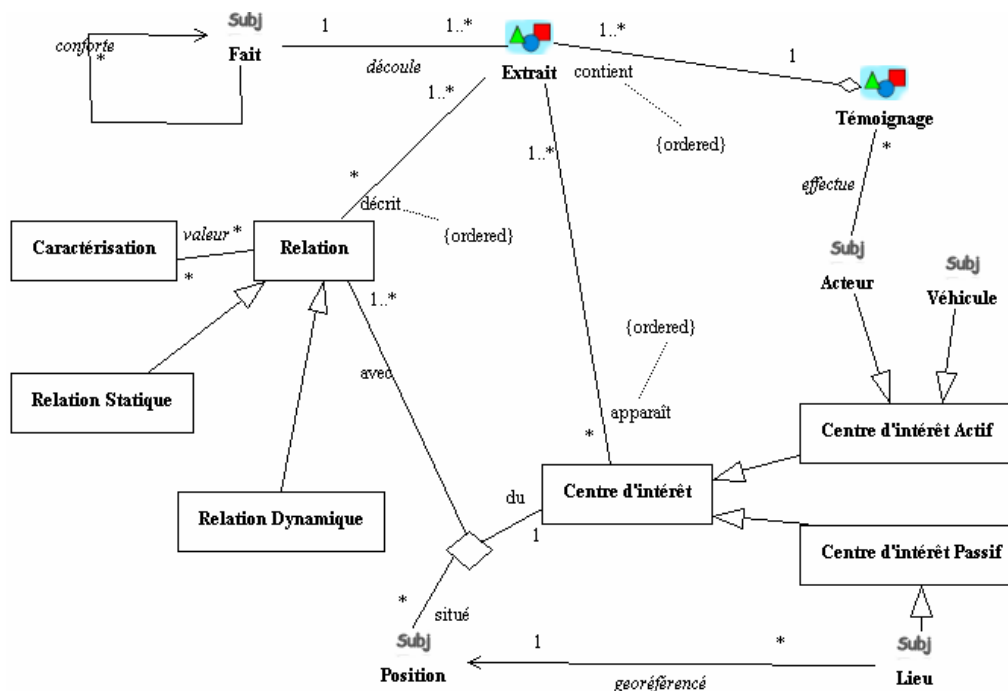 Subj
1
1..*
1..*
conforte
*
Fait
découle
Extrait
contient
1
Témoignage
1..*
{ordered}
*
1..*
effectue
*
décrit
{ordered}
Caractérisation
valeur *
Relation
*
Subj
Acteur
Subj
Véhicule
1..*
{ordered}
avec
Relation Statique
apparaît
Centre d'intérêt Actif
*
Centre d'intérêt
du
Relation Dynamique
1
Centre d'intérêt Passif
*
situé
Subj
Position
1
*
georéférencé
Subj
Lieu